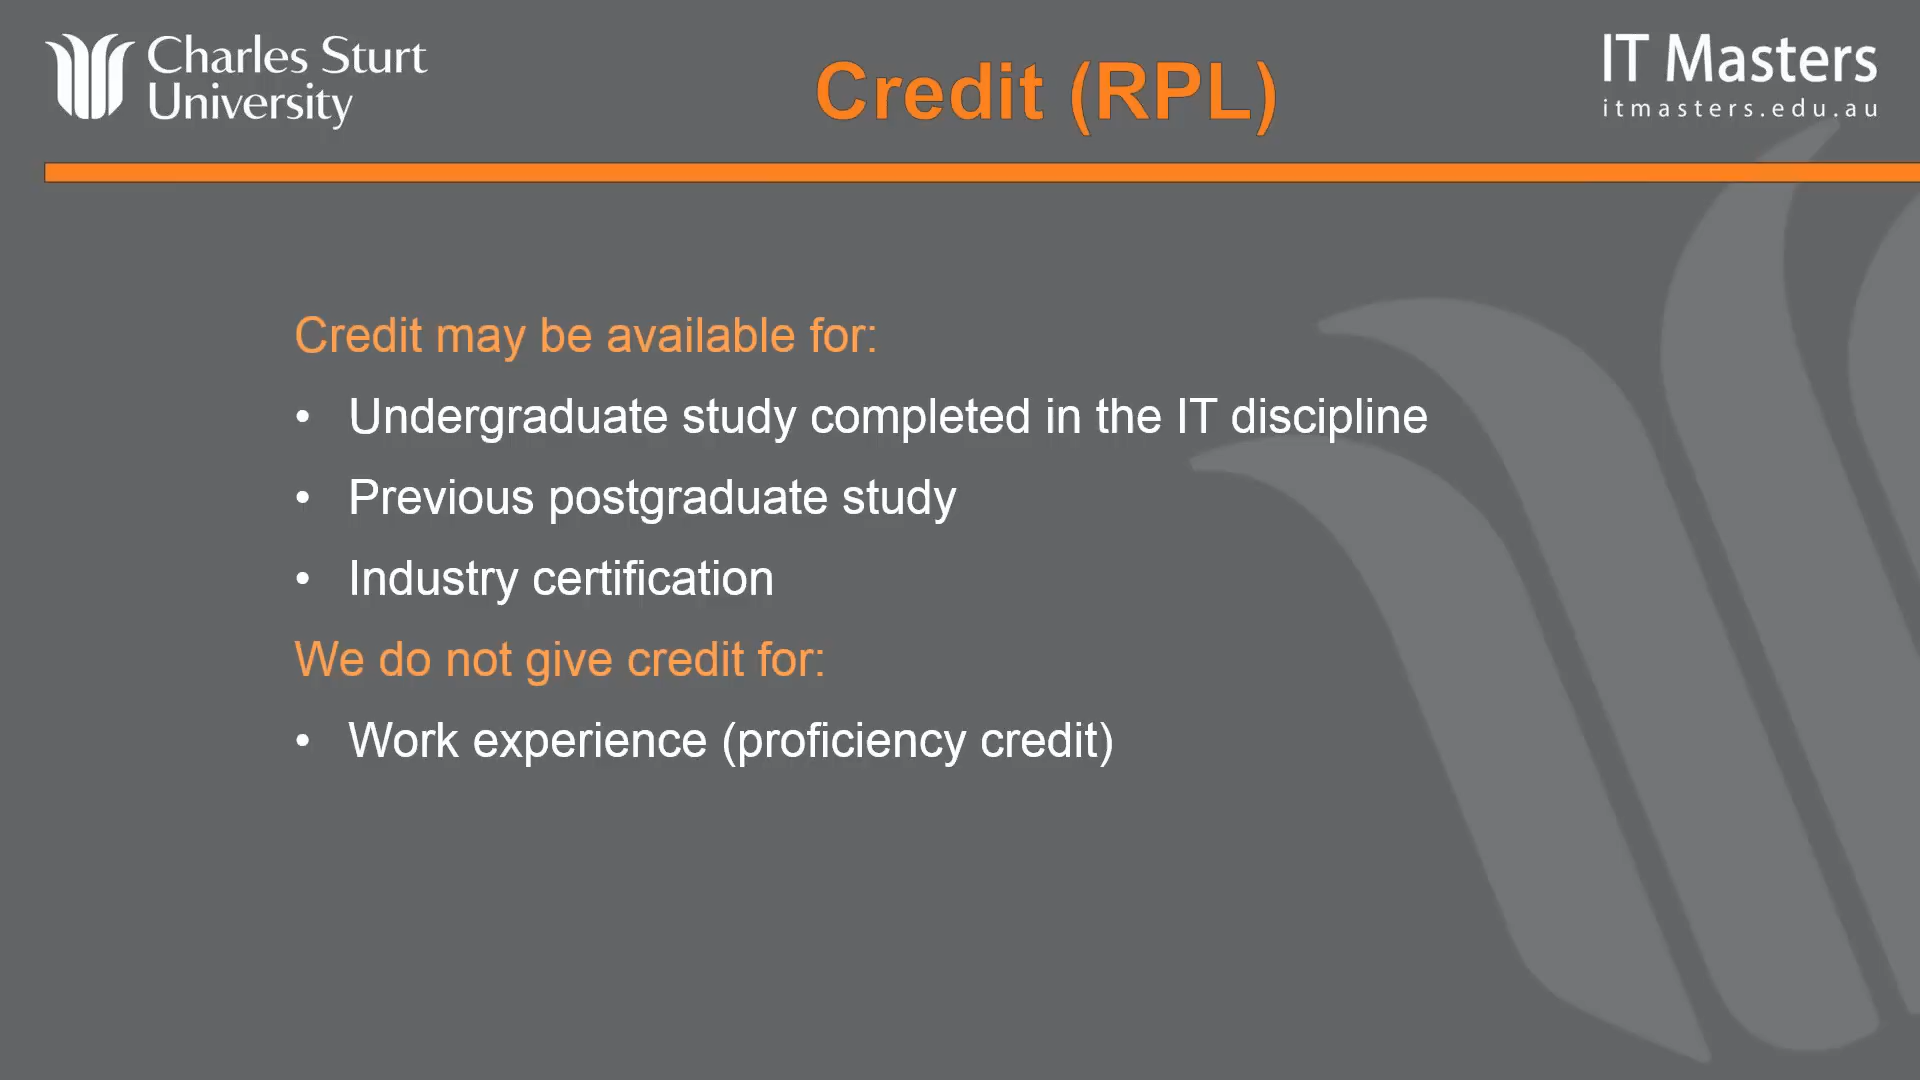 Charles Sturt
University
Credit (RPL)
IT Masters
itmasters.edu.au
Credit may be available for:
• Undergraduate study completed in the IT discipline
• Previous postgraduate study
• Industry certification
We do not give credit for:
• Work experience (proficiency credit)